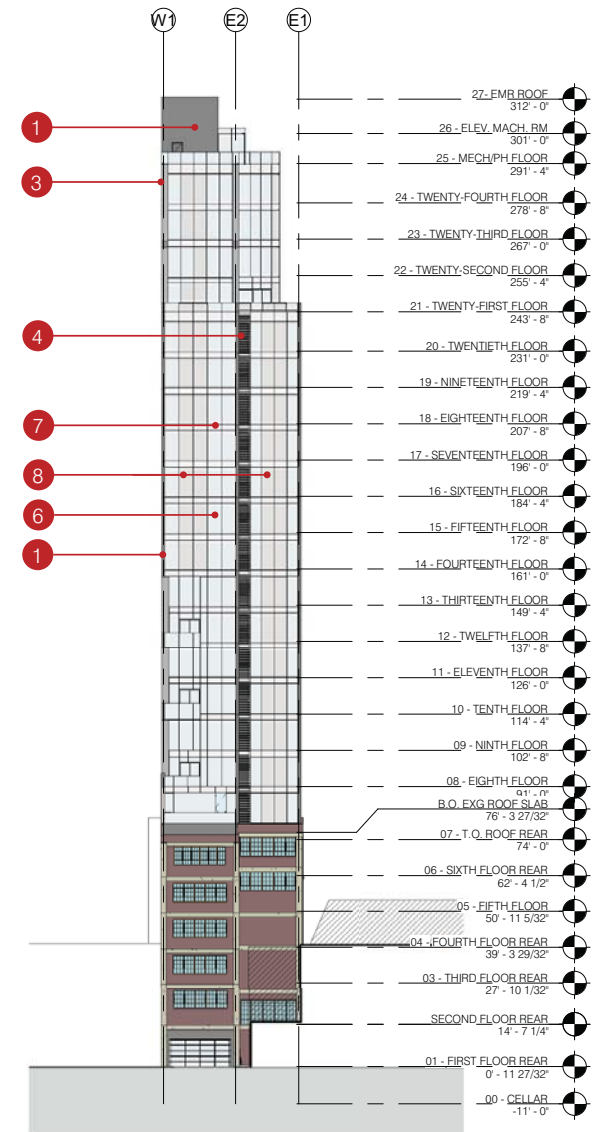 W1 E2 E1
27- EMR ROOF
312' - 0"
1
26 - ELEV. MACH. RM
301' - 0"
25 - MECH/PH FLOOR
291' - 4"
3
24 - TWENTY-FOURTH FLOOR
278' - 8"
23 - TWENTY-THIRD FLOOR
267' - 0"
22 - TWENTY-SECOND FLOOR
255' - 4"
21 - TWENTY-FIRST FLOOR
243' - 8"
4
20 - TWENTIETH FLOOR
231' - 0"
19 - NINETEENTH FLOOR
219' - 4"
7
18 - EIGHTEENTH FLOOR
207' - 8"
17 - SEVENTEENTH FLOOR
196' - 0"
8
16 - SIXTEENTH FLOOR
184' - 4"
6
15 - FIFTEENTH FLOOR
172' - 8"
1
14 - FOURTEENTH FLOOR
161' - 0"
13 - THIRTEENTH FLOOR
149' - 4"
12 - TWELFTH FLOOR
137' - 8"
11 - ELEVENTH FLOOR
126' - 0"
10 - TENTH FLOOR
114' - 4"
09 - NINTH FLOOR
102' - 8"
08 - EIGHTH FLOOR
91' - 0"
B.O. EXG ROOF SLAB
76' - 3 27/32"
07 - T.O. ROOF REAR
74' - 0"
06 - SIXTH FLOOR REAR
62' - 4 1/2"
05 - FIFTH FLOOR
50' - 11 5/32"
04 - FOURTH FLOOR REAR
39' - 3 29/32"
03 - THIRD FLOOR REAR
27' - 10 1/32"
SECOND FLOOR REAR
14' - 7 1/4"
01 - FIRST FLOOR REAR
0' - 11 27/32"
00 - CELLAR
-11' - 0"